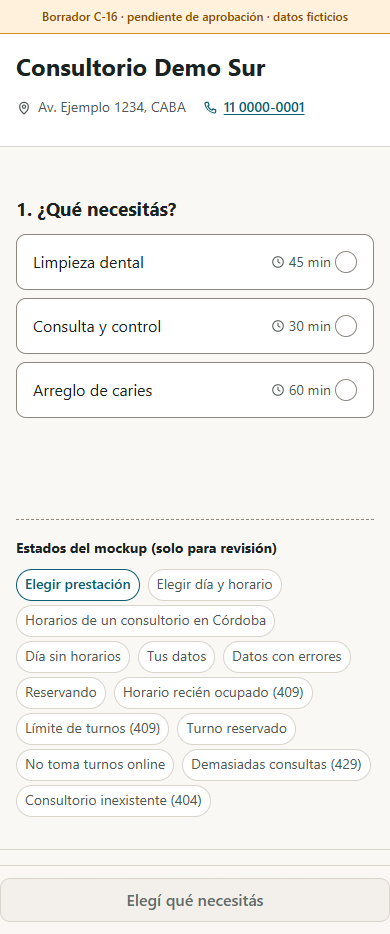 Borrador C-16 · pendiente de aprobación · datos ficticios
Consultorio Demo Sur
Av. Ejemplo 1234, CABA 11 0000-0001
1. ¿Qué necesitás?
Limpieza dental 45 min
Consulta y control 30 min
Arreglo de caries 60 min
Estados del mockup (solo para revisión)
Elegir prestación Elegir día y horario
Horarios de un consultorio en Córdoba
Día sin horarios Tus datos Datos con errores
Reservando Horario recién ocupado (409)
Límite de turnos (409) Turno reservado
No toma turnos online Demasiadas consultas (429)
Consultorio inexistente (404)
Elegí qué necesitás